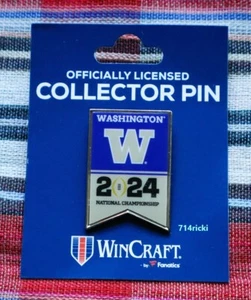 OFFICIALLY LICENSED
COLLECTOR PIN
WASHINGTON
W
2024
NATIONAL CHAMPIONSHIP
714ricki
WINCRAFT.
by Fanatics